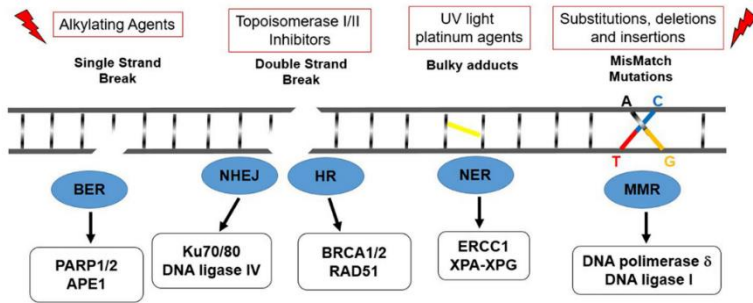 Alkylating Agents
Topoisomerase I/II
Inhibitors
UV light
platinum agents
Substitutions, deletions
and insertions
Single Strand
Break
Double Strand
Break
Bulky adducts
MisMatch
Mutations
A
C
T
G
BER
NHEJ
HR
NER
MMR
PARP1/2
APE1
Ku70/80
DNA ligase IV
BRCA1/2
RAD51
ERCC1
XPA-XPG
DNA polimerase δ
DNA ligase I